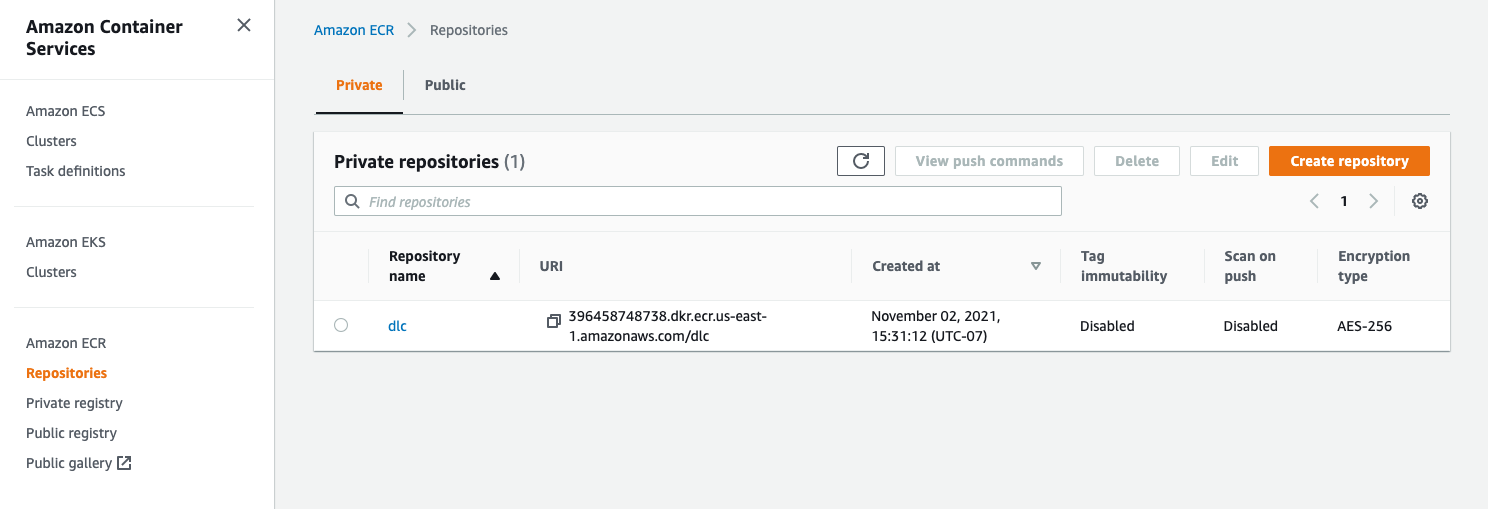 Amazon Container
Services
Amazon ECS
Clusters
Task definitions
Amazon EKS
Clusters
Amazon ECR
Repositories
Private registry
Public registry
Public gallery
Amazon ECR Repositories
Private Public
Private repositories (1) View push commands Delete Edit Create repository
Find repositories 1
Repository
name
URI
Created at
Tag
immutability
Scan on
push
Encryption
type
dlc
396458748738.dkr.ecr.us-east-
1.amazonaws.com/dlc
November 02, 2021,
15:31:12 (UTC-07)
Disabled
Disabled
AES-256